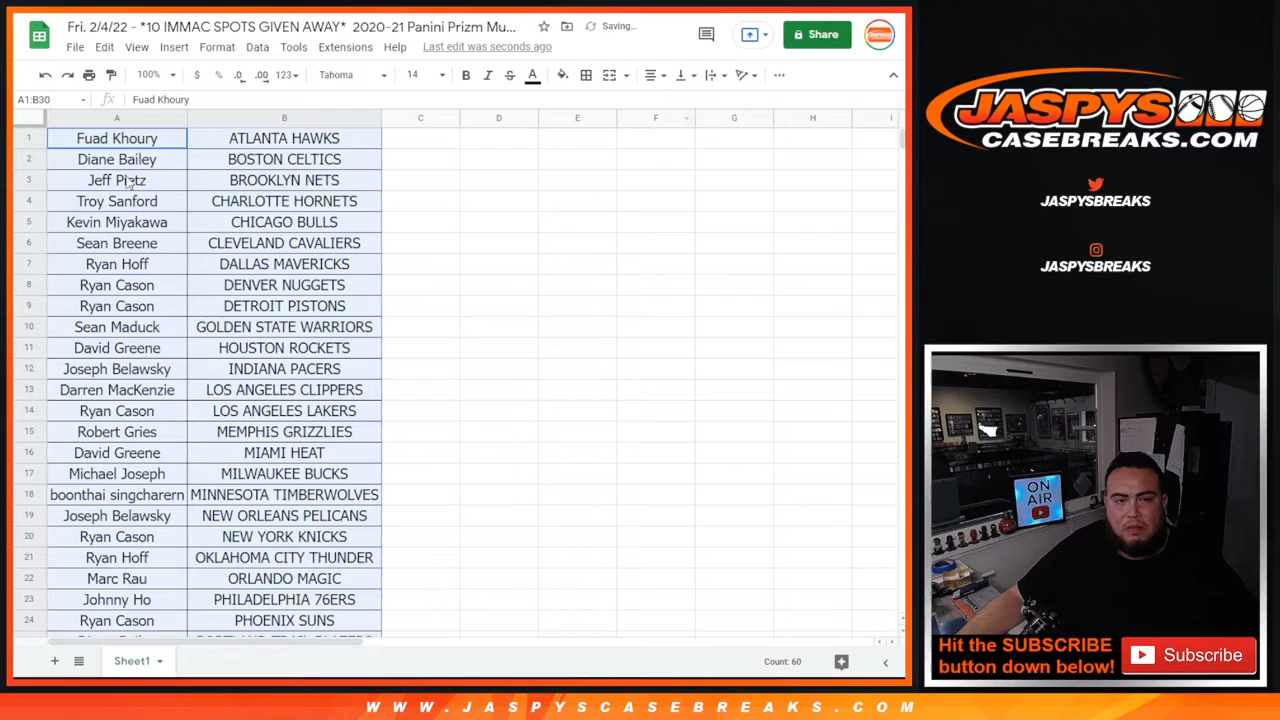 Fri. 2/4/22 - *10 IMMAC SPOTS GIVEN AWAY* 2020-21 Panini Prizm Mu...
Saving...
File Edit View Insert Format Data Tools Extensions Help Last edit was seconds ago
Share
100% $ % .0 .00 123 Tahoma 14 B I S A
A1:B30 fx Fuad Khoury
A B C D E F G H I
1 Fuad Khoury ATLANTA HAWKS
2 Diane Bailey BOSTON CELTICS
3 Jeff BROOKLYN NETS
4 Troy Sanford CHARLOTTE HORNETS
5 Kevin Miyakawa CHICAGO BULLS
6 Sean Breene CLEVELAND CAVALIERS
7 Ryan Hoff DALLAS MAVERICKS
8 Ryan Cason DENVER NUGGETS
9 Ryan Cason DETROIT PISTONS
10 Sean Maduck GOLDEN STATE WARRIORS
11 David Greene HOUSTON ROCKETS
12 Joseph Belawsky INDIANA PACERS
13 Darren MacKenzie LOS ANGELES CLIPPERS
14 Ryan Cason LOS ANGELES LAKERS
15 Robert Gries MEMPHIS GRIZZLIES
16 David Greene MIAMI HEAT
17 Michael Joseph MILWAUKEE BUCKS
18 boonthai singcharern MINNESOTA TIMBERWOLVES
19 Joseph Belawsky NEW ORLEANS PELICANS
20 Ryan Cason NEW YORK KNICKS
21 Ryan Hoff OKLAHOMA CITY THUNDER
22 Marc Rau ORLANDO MAGIC
23 Johnny Ho PHILADELPHIA 76ERS
24 Ryan Cason PHOENIX SUNS
Sheet1
Count: 60
JASPYS
CASEBREAKS.COM
JASPYSBREAKS
JASPYSBREAKS
ON
AIR
Hit the SUBSCRIBE
button down below!
Subscribe
WWW.JASPYSCASEBREAKS.COM